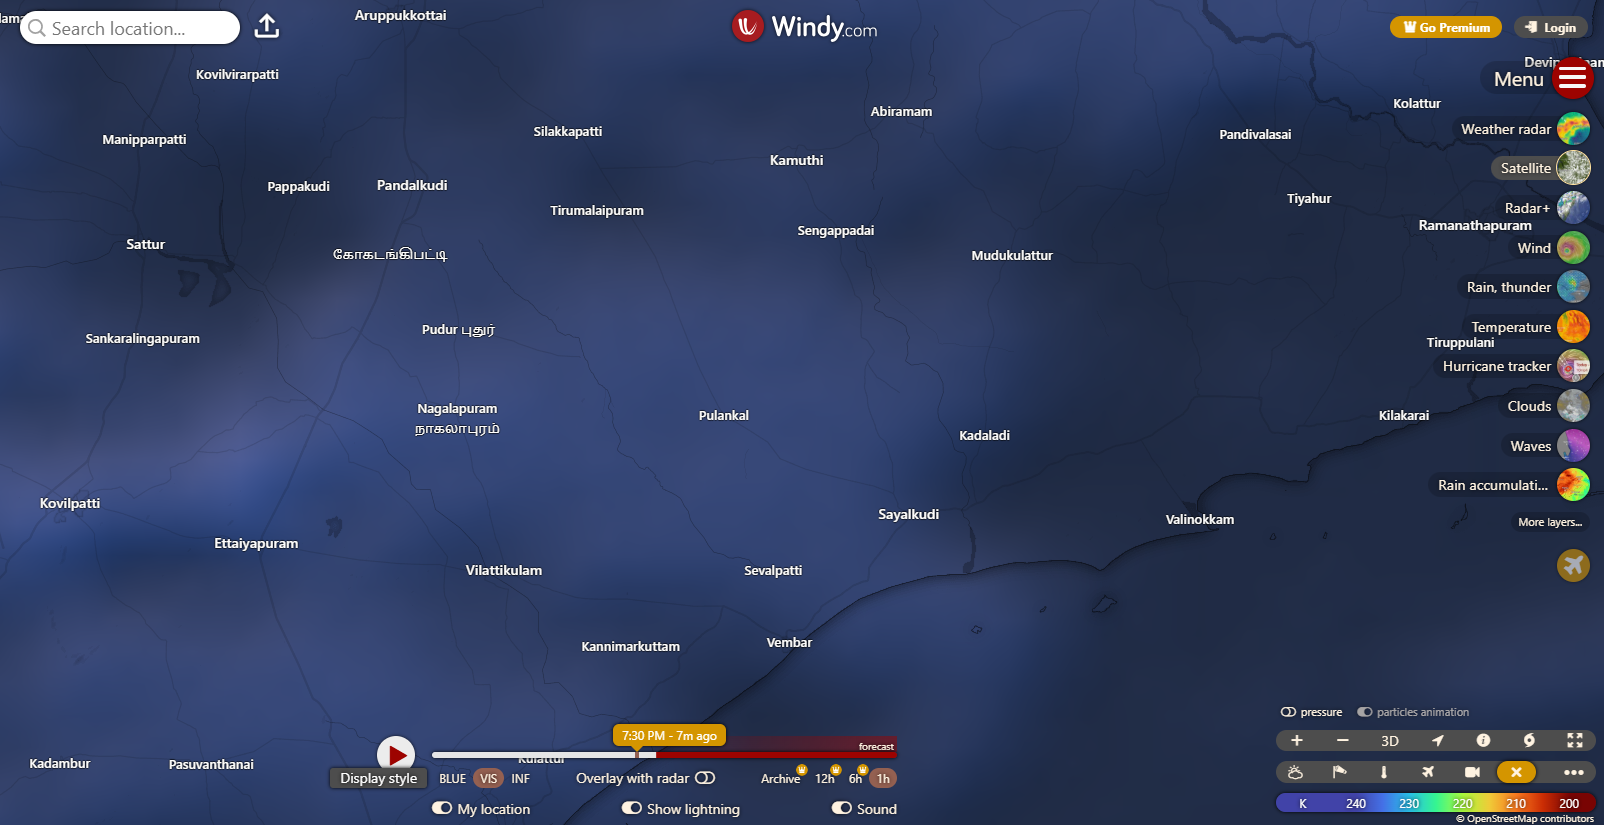 Search location...
Windy.com
Go Premium
Login
Menu
Aruppukkottai
Kovilvirarpatti
Abiramam
Kolattur
Silakkapatti
Pandivalasai
Manipparpatti
Weather radar
Kamuthi
Satellite
Pappakudi
Pandalkudi
Tiyahur
Tirumalaipuram
Radar+
Sengappadai
Ramanathapuram
Sattur
Wind
கோகடங்கிபட்டி
Mudukulattur
Rain, thunder
Pudur புதுர்
Temperature
Sankaralingapuram
Tiruppulani
Hurricane tracker
Nagalapuram
நாகலாபுரம்
Clouds
Pulankal
Kilakarai
Kadaladi
Waves
Rain accumulati...
Kovilpatti
Sayalkudi
Valinokkam
More layers...
Ettaiyapuram
Vilattikulam
Sevalpatti
Kannimarkuttam
Vembar
pressure
particles animation
7:30 PM - 7m ago
forecast
3D
Kadambur
Pasuvanthanai
Kulattur
Display style
BLUE VIS INF
Overlay with radar
Archive 12h 6h 1h
My location
Show lightning
Sound
K 240 230 220 210 200
© OpenStreetMap contributors